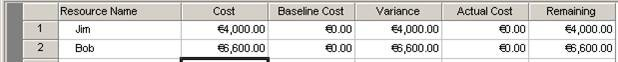 Resource Name Cost Baseline Cost Variance Actual Cost Remaining
1 Jim €4,000.00 €0.00 €4,000.00 €0.00 €4,000.00
2 Bob €6,600.00 €0.00 €6,600.00 €0.00 €6,600.00